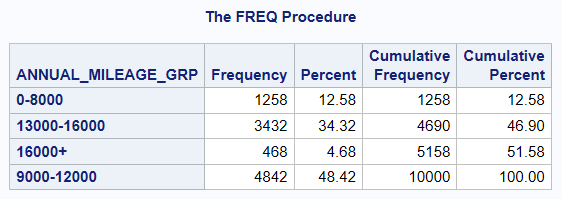 The FREQ Procedure
ANNUAL_MILEAGE_GRP Frequency Percent Cumulative Frequency Cumulative Percent
0-8000 1258 12.58 1258 12.58
13000-16000 3432 34.32 4690 46.90
16000+ 468 4.68 5158 51.58
9000-12000 4842 48.42 10000 100.00